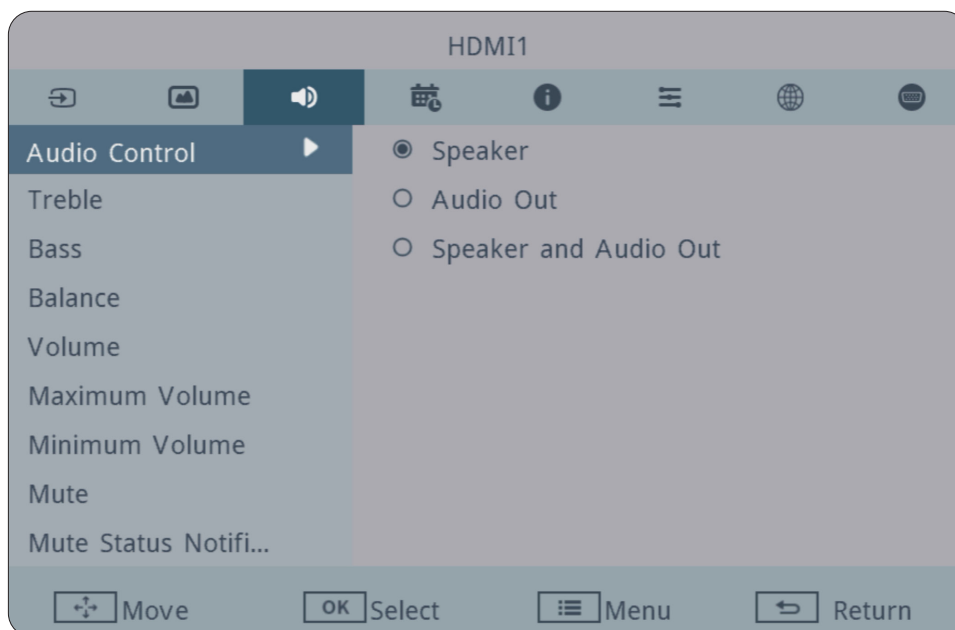 HDMI1
Audio Control
Treble
Bass
Balance
Volume
Maximum Volume
Minimum Volume
Mute
Mute Status Notifi...
Speaker
Audio Out
Speaker and Audio Out
Move OK Select Menu Return